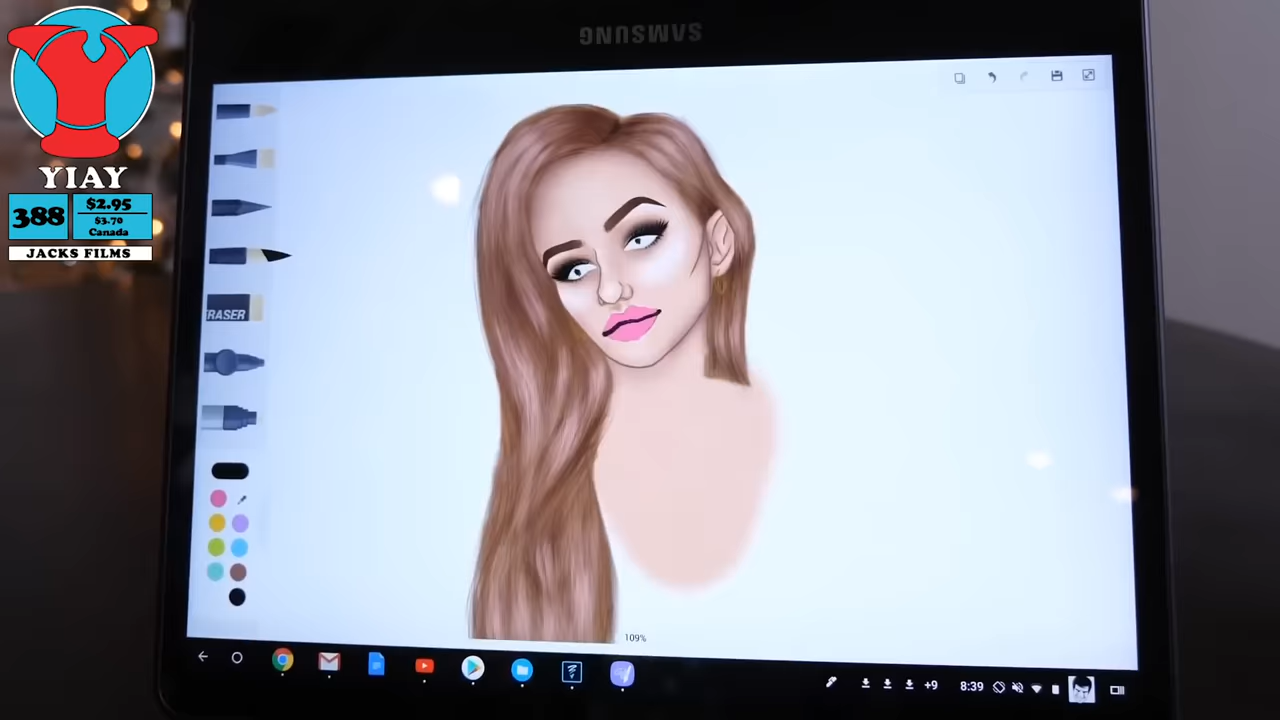 SAMSUNG
YIAY
388
$2.95
$3.70
Canada
JACKS FILMS
ERASER
109%
+9
8:39